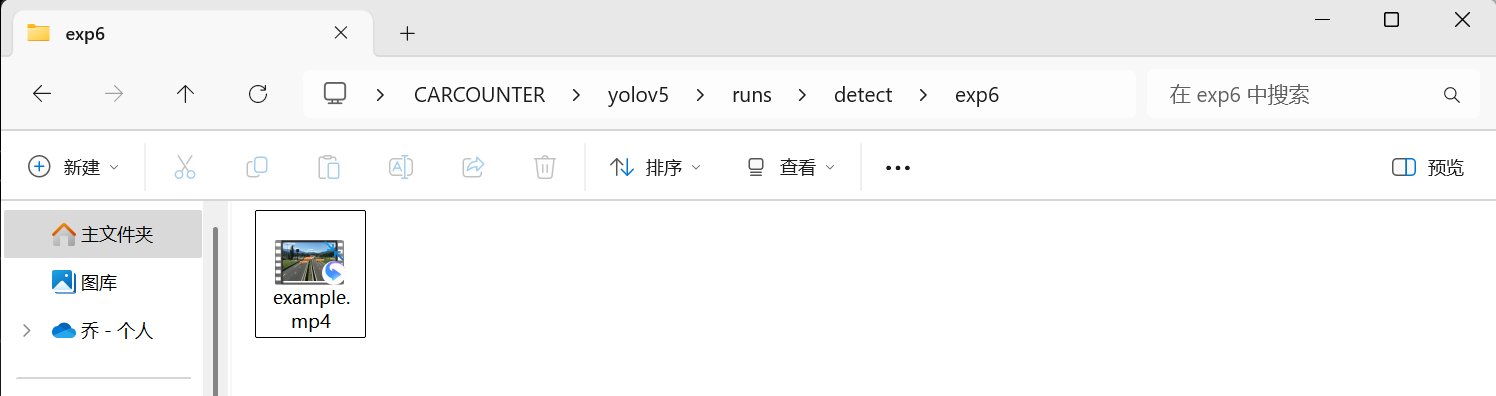 exp6
CARCOUNTER > yolov5 > runs > detect > exp6
在 exp6 中搜索
新建
排序
查看
预览
主文件夹
图库
乔 - 个人
example.
mp4